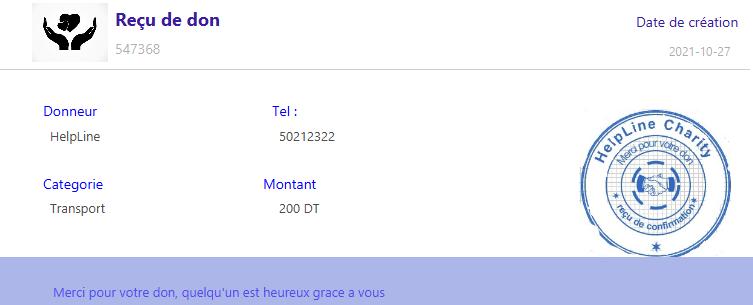 Reçu de don
Date de création
547368
2021-10-27
Donneur
Tel :
HelpLine
50212322
Categorie
Montant
Transport
200 DT
HelpLine Charity
Merci pour votre don
reçu de confirmation
Merci pour votre don, quelqu'un est heureux grace a vous